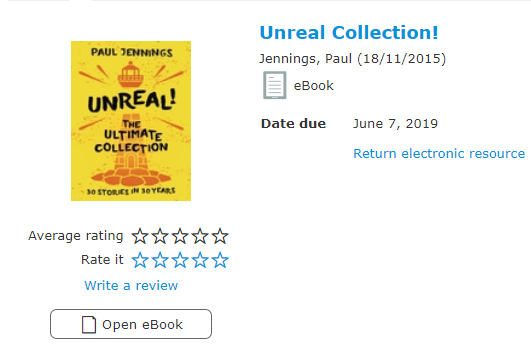 PAUL JENNINGS
UNREAL!
THE
ULTIMATE
COLLECTION
30 STORIES IN 30 YEARS
Unreal Collection!
Jennings, Paul (18/11/2015)
eBook
Date due June 7, 2019
Return electronic resource
Average rating
Rate it
Write a review
Open eBook